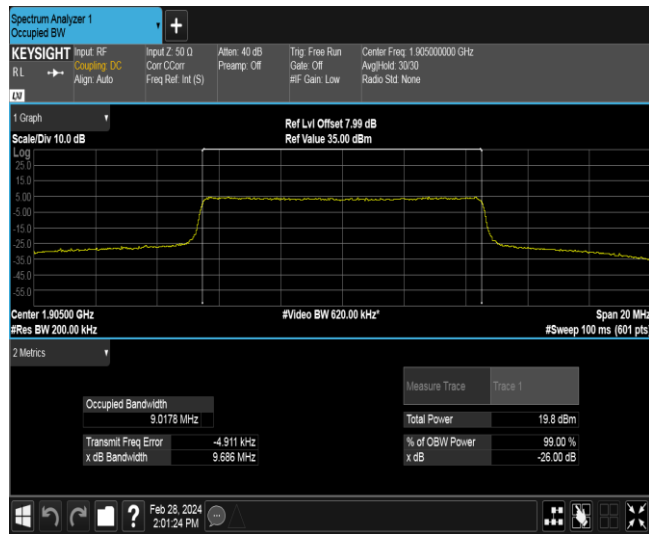 Spectrum Analyzer 1
Occupied BW
+
KEYSIGHT
RL
LXI
Input: RF
Coupling: DC
Align: Auto
Input Z: 50 Ω
Corr CCorr
Freq Ref: Int (S)
Atten: 40 dB
Preamp: Off
Trig: Free Run
Gate: Off
#IF Gain: Low
Center Freq: 1.905000000 GHz
Avg|Hold: 30/30
Radio Std: None
1 Graph
Scale/Div 10.0 dB
Ref Lvl Offset 7.99 dB
Ref Value 35.00 dBm
Log
25.0
15.0
5.00
-5.00
-15.0
-25.0
-35.0
-45.0
-55.0
Center 1.90500 GHz
#Res BW 200.00 kHz
#Video BW 620.00 kHz*
Span 20 MHz
#Sweep 100 ms (601 pts)
2 Metrics
Measure Trace Trace 1
Occupied Bandwidth
9.0178 MHz
Total Power 19.8 dBm
Transmit Freq Error -4.911 kHz
% of OBW Power 99.00 %
x dB Bandwidth 9.686 MHz
x dB -26.00 dB
?
Feb 28, 2024
2:01:24 PM